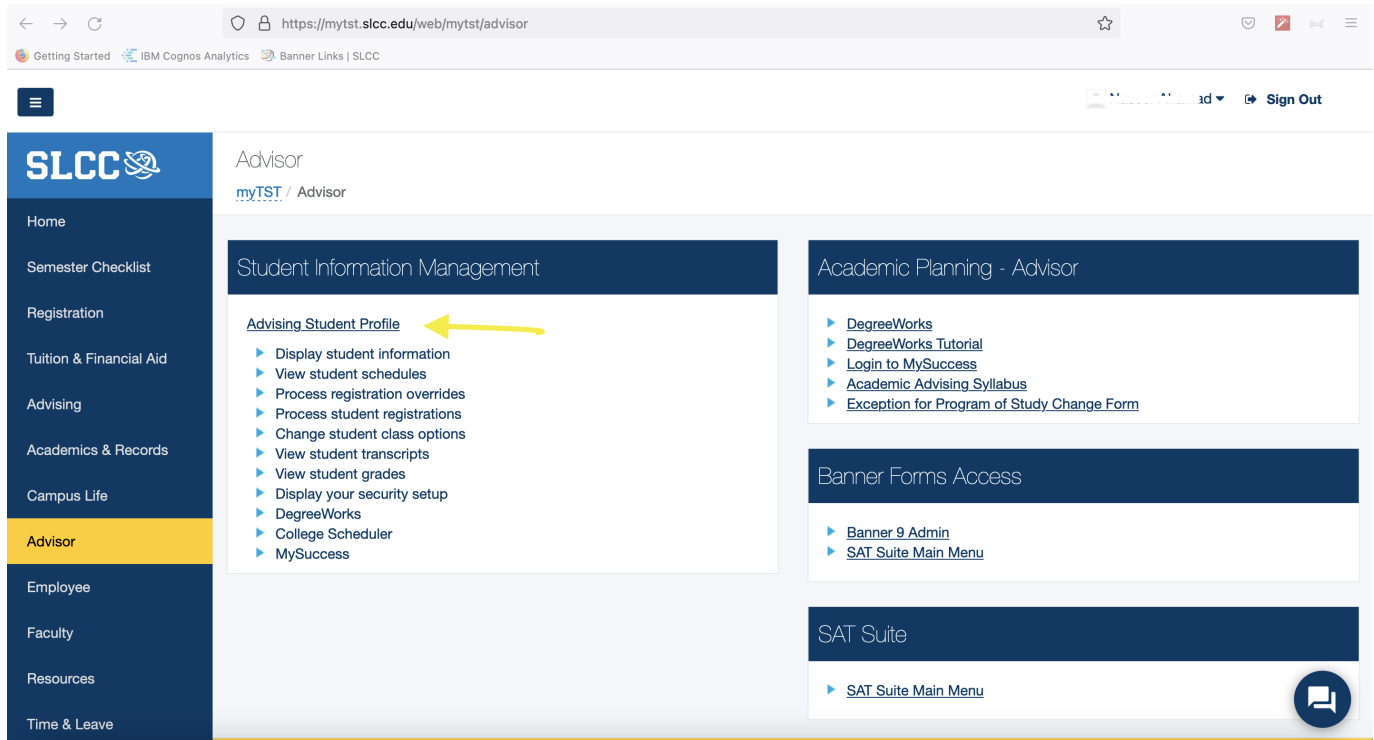 https://mytst.slcc.edu/web/mytst/advisor
Getting Started IBM Cognos Analytics Banner Links | SLCC
Sign Out
SLCC
Home
Semester Checklist
Registration
Tuition & Financial Aid
Advising
Academics & Records
Campus Life
Advisor
Employee
Faculty
Resources
Time & Leave
Advisor
myTST / Advisor
Student Information Management
Advising Student Profile
Display student information
View student schedules
Process registration overrides
Process student registrations
Change student class options
View student transcripts
View student grades
Display your security setup
DegreeWorks
College Scheduler
MySuccess
Academic Planning - Advisor
DegreeWorks
DegreeWorks Tutorial
Login to MySuccess
Academic Advising Syllabus
Exception for Program of Study Change Form
Banner Forms Access
Banner 9 Admin
SAT Suite Main Menu
SAT Suite
SAT Suite Main Menu